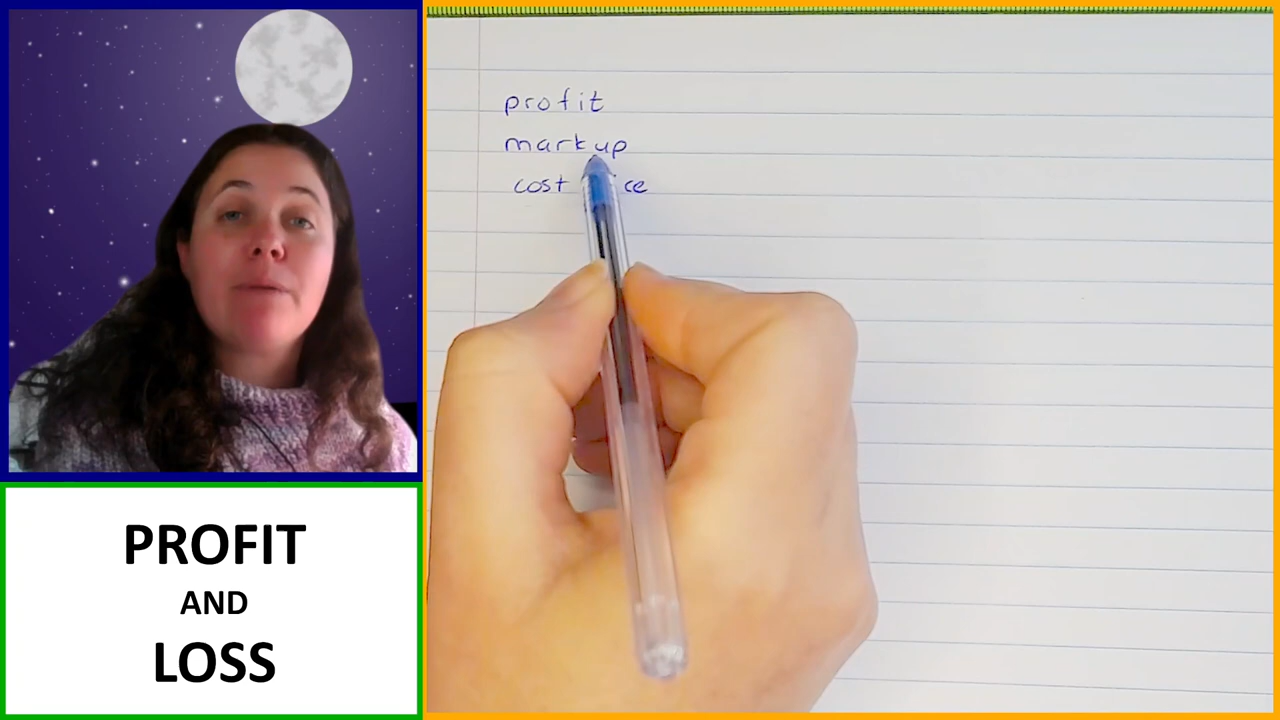 PROFIT
AND
LOSS
profit
markup
cost